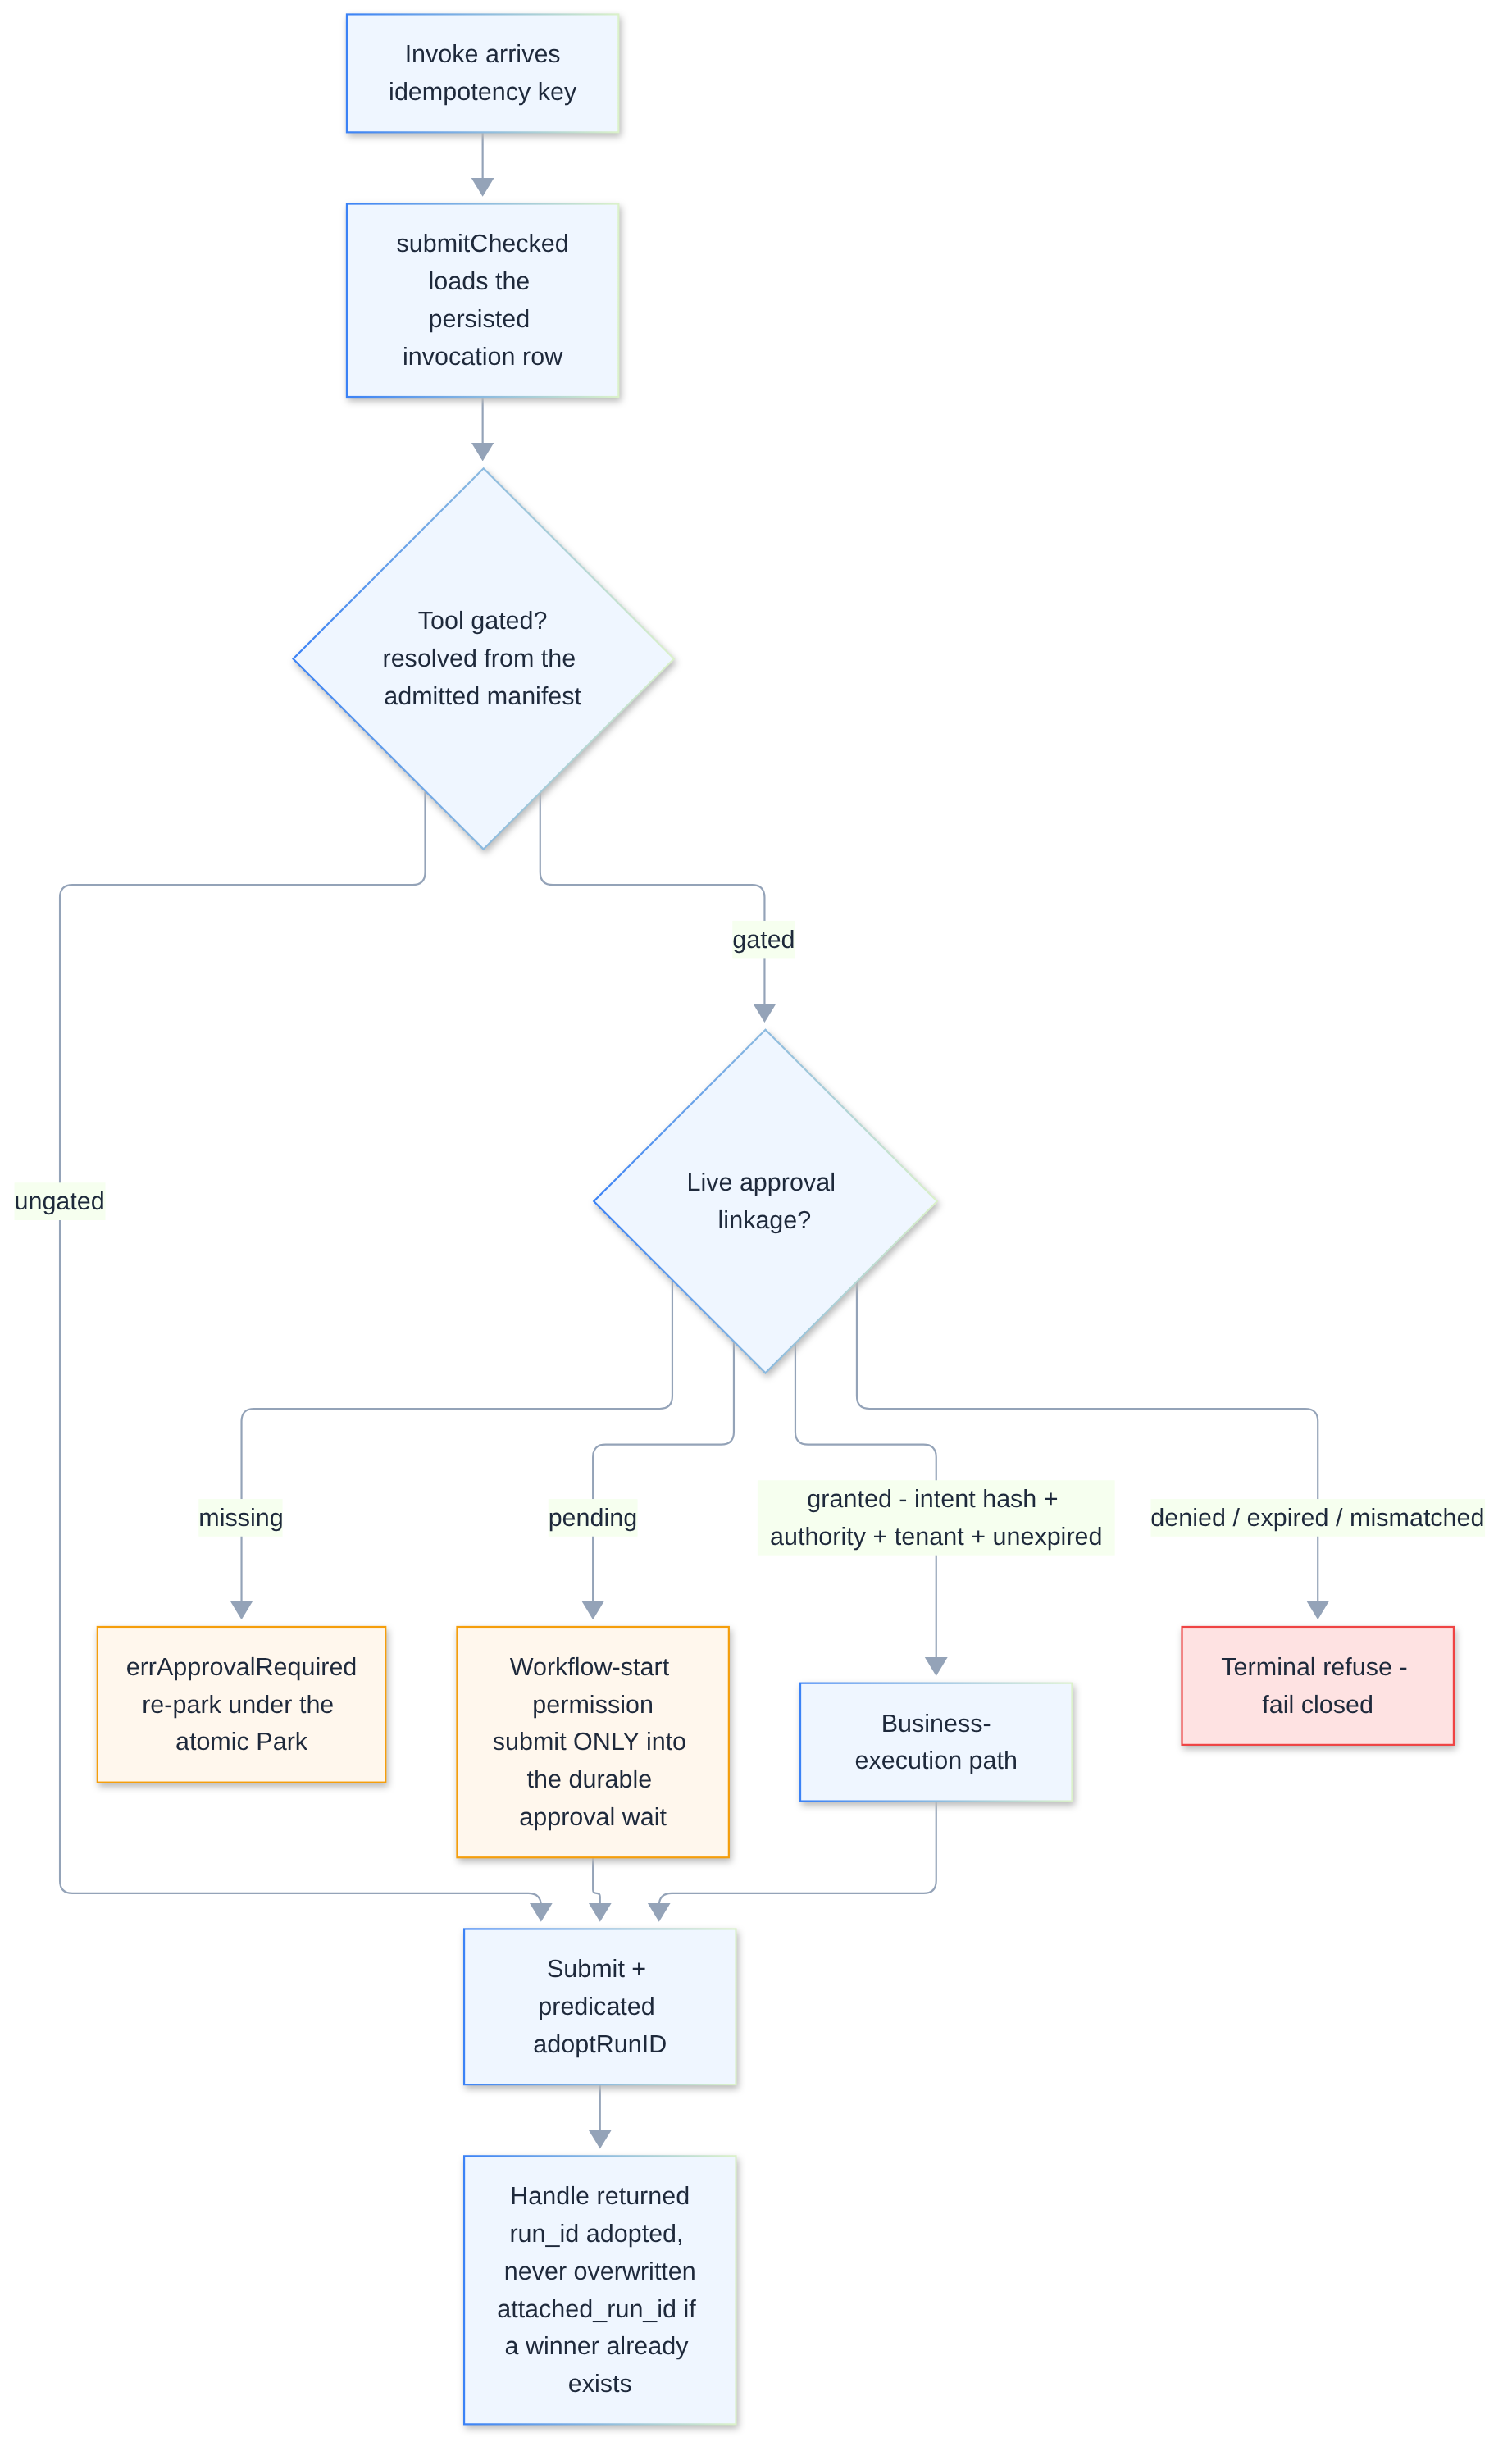 Invoke arrives
idempotency key
submitChecked
loads the
persisted
invocation row
Tool gated?
resolved from the
admitted manifest
gated
ungated
Live approval
linkage?
missing
pending
granted - intent hash +
authority + tenant + unexpired
denied / expired / mismatched
errApprovalRequired
re-park under the
atomic Park
Workflow-start
permission
submit ONLY into
the durable
approval wait
Business-
execution path
Terminal refuse -
fail closed
Submit +
predicated
adoptRunID
Handle returned
run_id adopted,
never overwritten
attached_run_id if
a winner already
exists